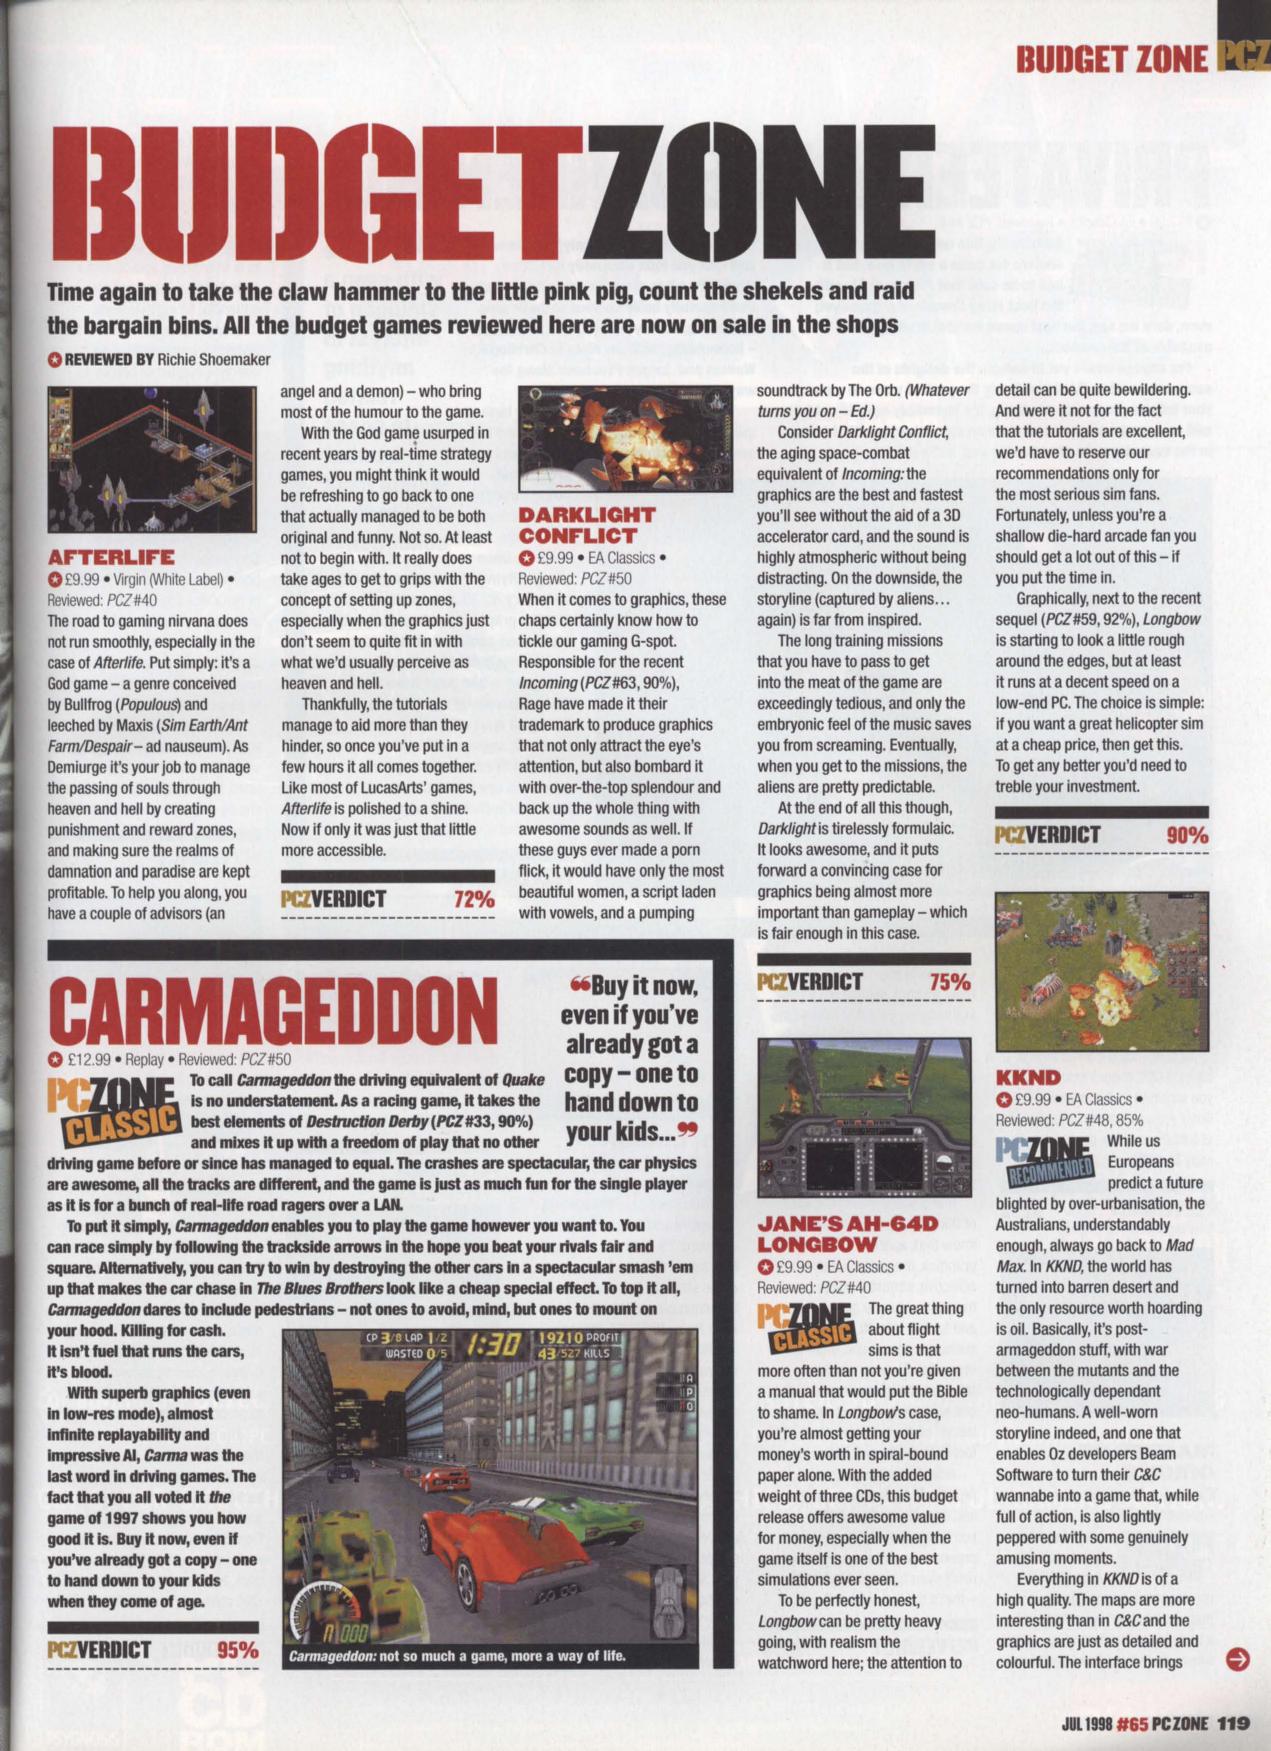 BUDGET ZONE PCZ
BUDGETZONE
Time again to take the claw hammer to the little pink pig, count the shekels and raid
the bargain bins. All the budget games reviewed here are now on sale in the shops
REVIEWED BY Richie Shoemaker
AFTERLIFE
£9.99 • Virgin (White Label) •
Reviewed: PCZ #40
The road to gaming nirvana does
not run smoothly, especially in the
case of Afterlife. Put simply: it's a
God game – a genre conceived
by Bullfrog (Populous) and
leeched by Maxis (Sim Earth/Ant
Farm/Despair – ad nauseum). As
Demiurge it's your job to manage
the passing of souls through
heaven and hell by creating
punishment and reward zones,
and making sure the realms of
damnation and paradise are kept
profitable. To help you along, you
have a couple of advisors (an
angel and a demon) – who bring
most of the humour to the game.
With the God game usurped in
recent years by real-time strategy
games, you might think it would
be refreshing to go back to one
that actually managed to be both
original and funny. Not so. At least
not to begin with. It really does
take ages to get to grips with the
concept of setting up zones,
especially when the graphics just
don't seem to quite fit in with
what we'd usually perceive as
heaven and hell.
Thankfully, the tutorials
manage to aid more than they
hinder, so once you've put in a
few hours it all comes together.
Like most of LucasArts' games,
Afterlife is polished to a shine.
Now if only it was just that little
more accessible.
PCZVERDICT 72%
DARKLIGHT
CONFLICT
£9.99 • EA Classics •
Reviewed: PCZ #50
When it comes to graphics, these
chaps certainly know how to
tickle our gaming G-spot.
Responsible for the recent
Incoming (PCZ #63, 90%),
Rage have made it their
trademark to produce graphics
that not only attract the eye's
attention, but also bombard it
with over-the-top splendour and
back up the whole thing with
awesome sounds as well. If
these guys ever made a porn
flick, it would have only the most
beautiful women, a script laden
with vowels, and a pumping
soundtrack by The Orb. (Whatever
turns you on – Ed.)
Consider Darklight Conflict,
the aging space-combat
equivalent of Incoming: the
graphics are the best and fastest
you'll see without the aid of a 3D
accelerator card, and the sound is
highly atmospheric without being
distracting. On the downside, the
storyline (captured by aliens…
again) is far from inspired.
The long training missions
that you have to pass to get
into the meat of the game are
exceedingly tedious, and only the
embryonic feel of the music saves
you from screaming. Eventually,
when you get to the missions, the
aliens are pretty predictable.
At the end of all this though,
Darklight is tirelessly formulaic.
It looks awesome, and it puts
forward a convincing case for
graphics being almost more
important than gameplay – which
is fair enough in this case.
PCZVERDICT 75%
CARMAGEDDON
£12.99 • Replay • Reviewed: PCZ #50
PCZONE
CLASSIC
To call Carmageddon the driving equivalent of Quake
is no understatement. As a racing game, it takes the
best elements of Destruction Derby (PCZ #33, 90%)
and mixes it up with a freedom of play that no other
driving game before or since has managed to equal. The crashes are spectacular, the car physics
are awesome, all the tracks are different, and the game is just as much fun for the single player
as it is for a bunch of real-life road ragers over a LAN.
To put it simply, Carmageddon enables you to play the game however you want to. You
can race simply by following the trackside arrows in the hope you beat your rivals fair and
square. Alternatively, you can try to win by destroying the other cars in a spectacular smash 'em
up that makes the car chase in The Blues Brothers look like a cheap special effect. To top it all,
Carmageddon dares to include pedestrians – not ones to avoid, mind, but ones to mount on
your hood. Killing for cash.
It isn't fuel that runs the cars,
it's blood.
With superb graphics (even
in low-res mode), almost
infinite replayability and
impressive AI, Carma was the
last word in driving games. The
fact that you all voted it the
game of 1997 shows you how
good it is. Buy it now, even if
you've already got a copy – one
to hand down to your kids
when they come of age.
PCZVERDICT 95%
“Buy it now,
even if you've
already got a
copy – one to
hand down to
your kids...”
CP 3/8 LAP 1/2 1:30 19210 PROFIT
WASTED 0/5 43/527 KILLS
A
P
O
Carmageddon: not so much a game, more a way of life.
JANE'S AH-64D
LONGBOW
£9.99 • EA Classics •
Reviewed: PCZ #40
PCZONE
CLASSIC
The great thing
about flight
sims is that
more often than not you're given
a manual that would put the Bible
to shame. In Longbow's case,
you're almost getting your
money's worth in spiral-bound
paper alone. With the added
weight of three CDs, this budget
release offers awesome value
for money, especially when the
game itself is one of the best
simulations ever seen.
To be perfectly honest,
Longbow can be pretty heavy
going, with realism the
watchword here; the attention to
detail can be quite bewildering.
And were it not for the fact
that the tutorials are excellent,
we'd have to reserve our
recommendations only for
the most serious sim fans.
Fortunately, unless you're a
shallow die-hard arcade fan you
should get a lot out of this – if
you put the time in.
Graphically, next to the recent
sequel (PCZ #59, 92%), Longbow
is starting to look a little rough
around the edges, but at least
it runs at a decent speed on a
low-end PC. The choice is simple:
if you want a great helicopter sim
at a cheap price, then get this.
To get any better you'd need to
treble your investment.
PCZVERDICT 90%
KKND
£9.99 • EA Classics •
Reviewed: PCZ #48, 85%
PCZONE
RECOMMENDED
While us
Europeans
predict a future
blighted by over-urbanisation, the
Australians, understandably
enough, always go back to Mad
Max. In KKND, the world has
turned into barren desert and
the only resource worth hoarding
is oil. Basically, it's post-
armageddon stuff, with war
between the mutants and the
technologically dependant
neo-humans. A well-worn
storyline indeed, and one that
enables Oz developers Beam
Software to turn their C&C
wannabe into a game that, while
full of action, is also lightly
peppered with some genuinely
amusing moments.
Everything in KKND is of a
high quality. The maps are more
interesting than in C&C and the
graphics are just as detailed and
colourful. The interface brings
JUL 1998 #65 PC ZONE 119